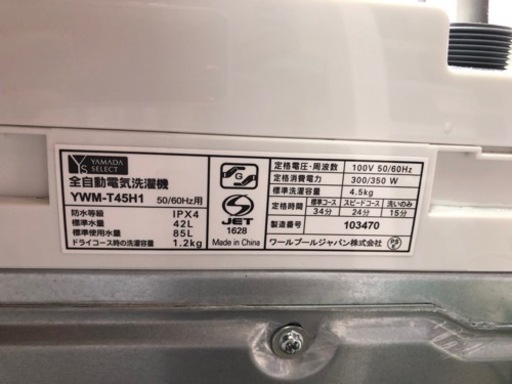 YS YAMADA SELECT
全自動電気洗濯機
YWM-T45H1 50/60Hz用
防水等級 IPX4
標準水量 42L
標準使用水量 85L
ドライコース時の洗濯容量 1.2kg
S
JET
1628
Made in China
定格電圧・周波数 100V 50/60Hz
定格消費電力 300/350 W
標準洗濯容量 4.5kg
定格時間 標準コース スピードコース 洗いのみ
34分 24分 15分
製造番号 103470
ワールプールジャパン株式会社